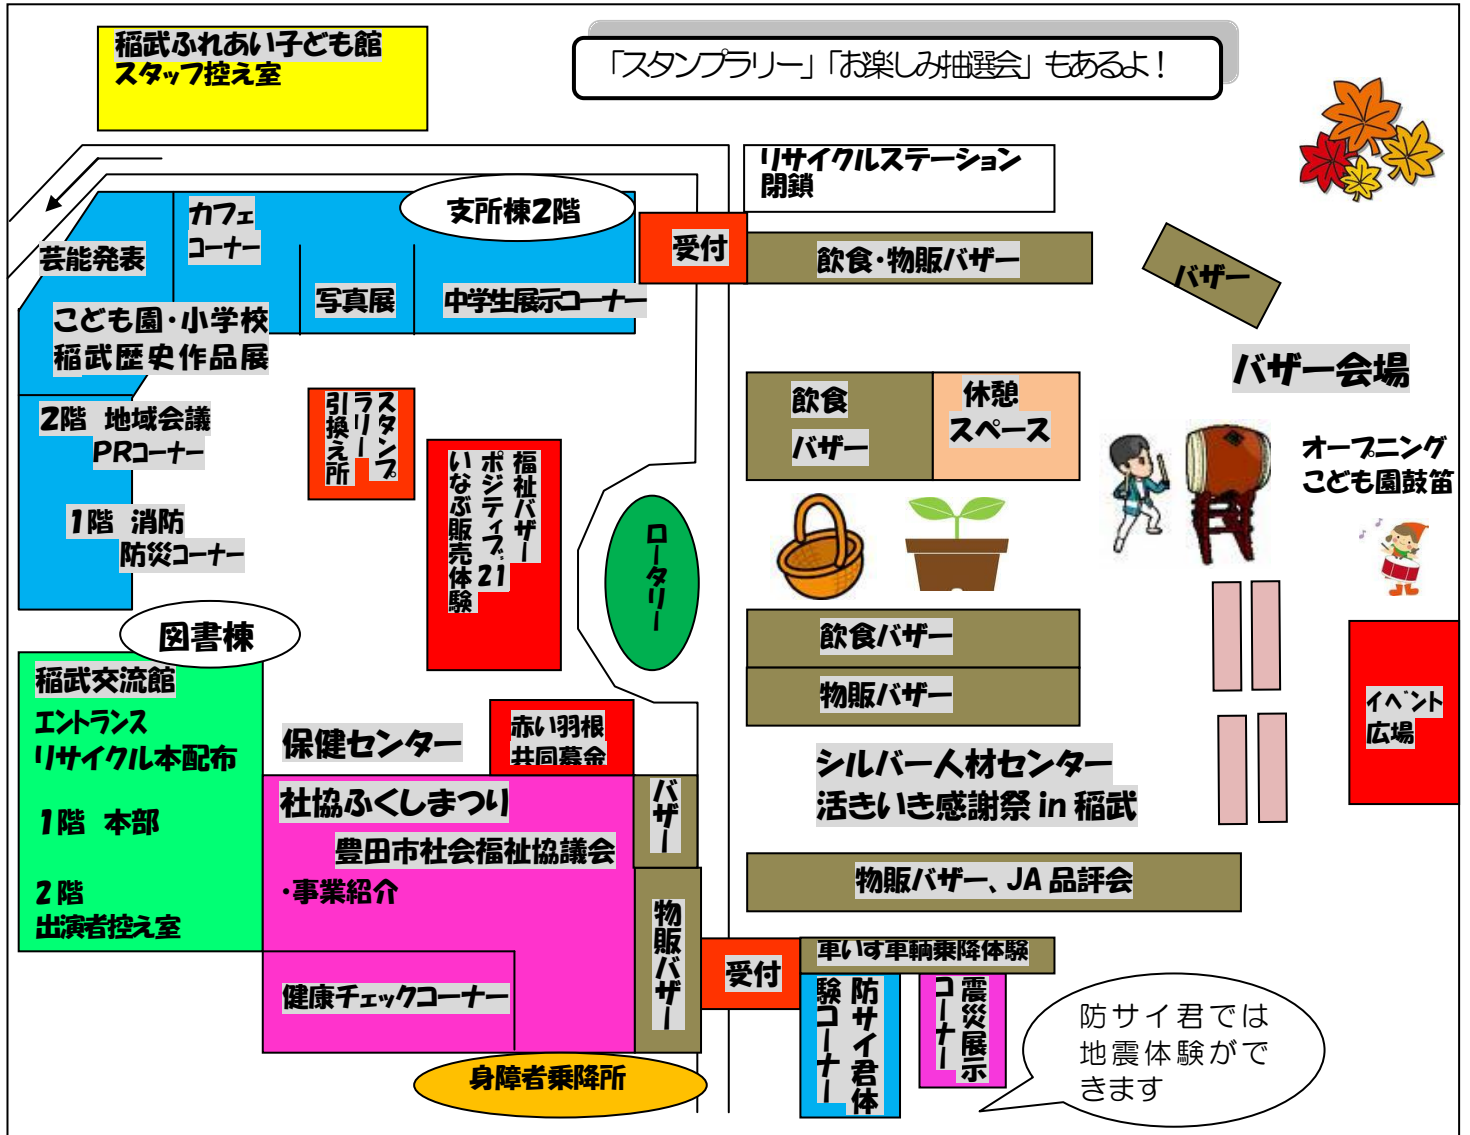 稲武ふれあい子ども館
スタッフ控え室
「スタンプラリー」「お楽しみ抽選会」もあるよ！
リサイクルステーション
閉鎖
支所棟2階
カフェ
コーナー
芸能発表
写真展
中学生展示コーナー
こども園・小学校
稲武歴史作品展
受付
飲食・物販バザー
バザー
バザー会場
2階 地域会議
PRコーナー
1階 消防
防災コーナー
スタンプ
ラリー
引換え所
福祉バザー
ポジティブ21
いなぶ販売体験
ロータリー
飲食
バザー
休憩
スペース
オープニング
こども園鼓笛
図書棟
稲武交流館
エントランス
リサイクル本配布
1階 本部
2階
出演者控え室
保健センター
赤い羽根
共同募金
飲食バザー
物販バザー
イベント
広場
社協ふくしまつり
豊田市社会福祉協議会
・事業紹介
健康チェックコーナー
バザー
物販バザー
シルバー人材センター
活きいき感謝祭 in 稲武
物販バザー、JA 品評会
受付
車いす車輌乗降体験
防サイ君体
験コーナー
震災展示
コーナー
防サイ君では
地震体験がで
きます
身障者乗降所